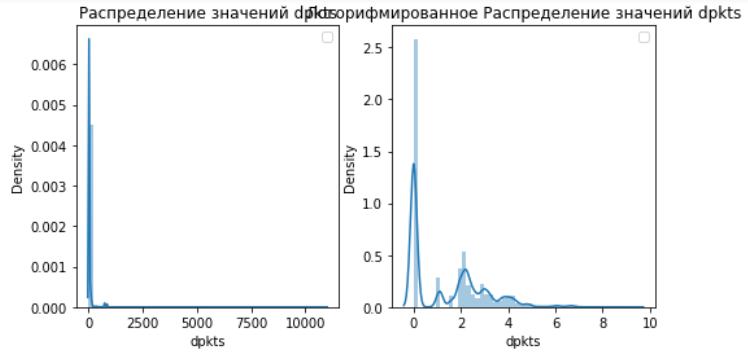 Распределение значений dpkts
Логорифмированное Распределение значений dpkts
0.006
0.005
0.004
0.003
0.002
0.001
0.000
Density
0 2500 5000 7500 10000
dpkts
2.5
2.0
1.5
1.0
0.5
0.0
Density
0 2 4 6 8 10
dpkts